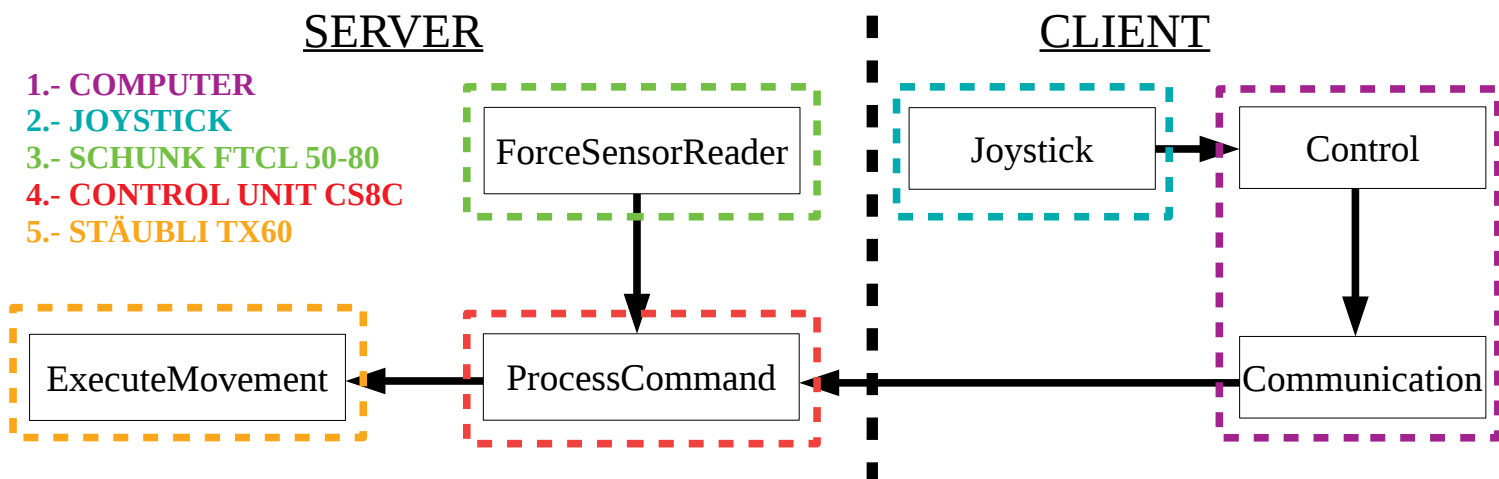 SERVER
CLIENT
1.- COMPUTER
2.- JOYSTICK
3.- SCHUNK FTCL 50-80
4.- CONTROL UNIT CS8C
5.- STÄUBLI TX60
ForceSensorReader
Joystick
Control
ExecuteMovement
ProcessCommand
Communication